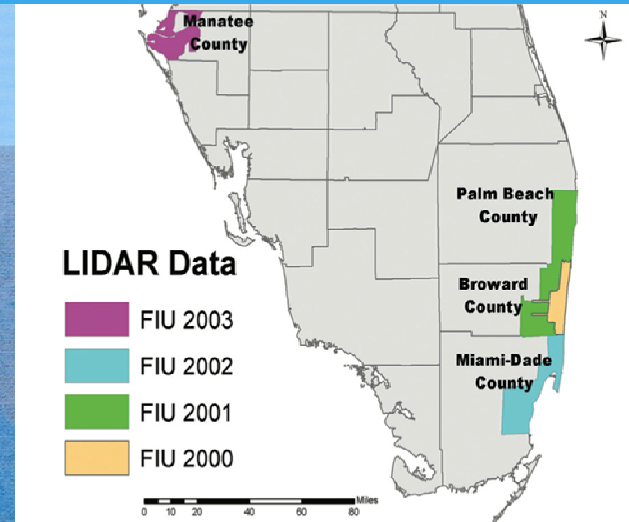 N
Manatee
County
Palm Beach
County
Broward
County
Miami-Dade
County
LIDAR Data
FIU 2003
FIU 2002
FIU 2001
FIU 2000
Miles
0 10 20 40 60 80